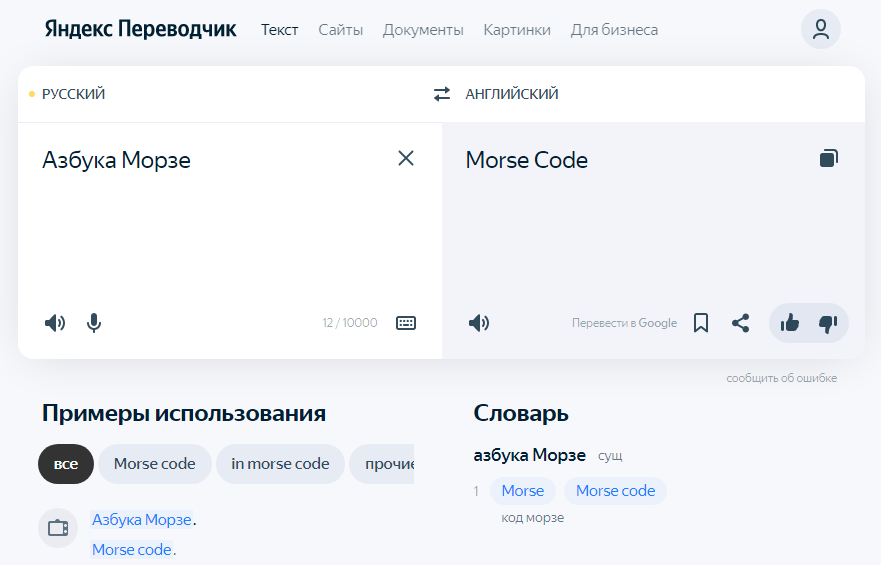 Яндекс Переводчик Текст Сайты Документы Картинки Для бизнеса
РУССКИЙ АНГЛИЙСКИЙ
Азбука Морзе
Morse Code
12 / 10000
Перевести в Google
сообщить об ошибке
Примеры использования
все Morse code in morse code прочие
Азбука Морзе.
Morse code.
Словарь
азбука Морзе сущ
1 Morse Morse code
код морзе